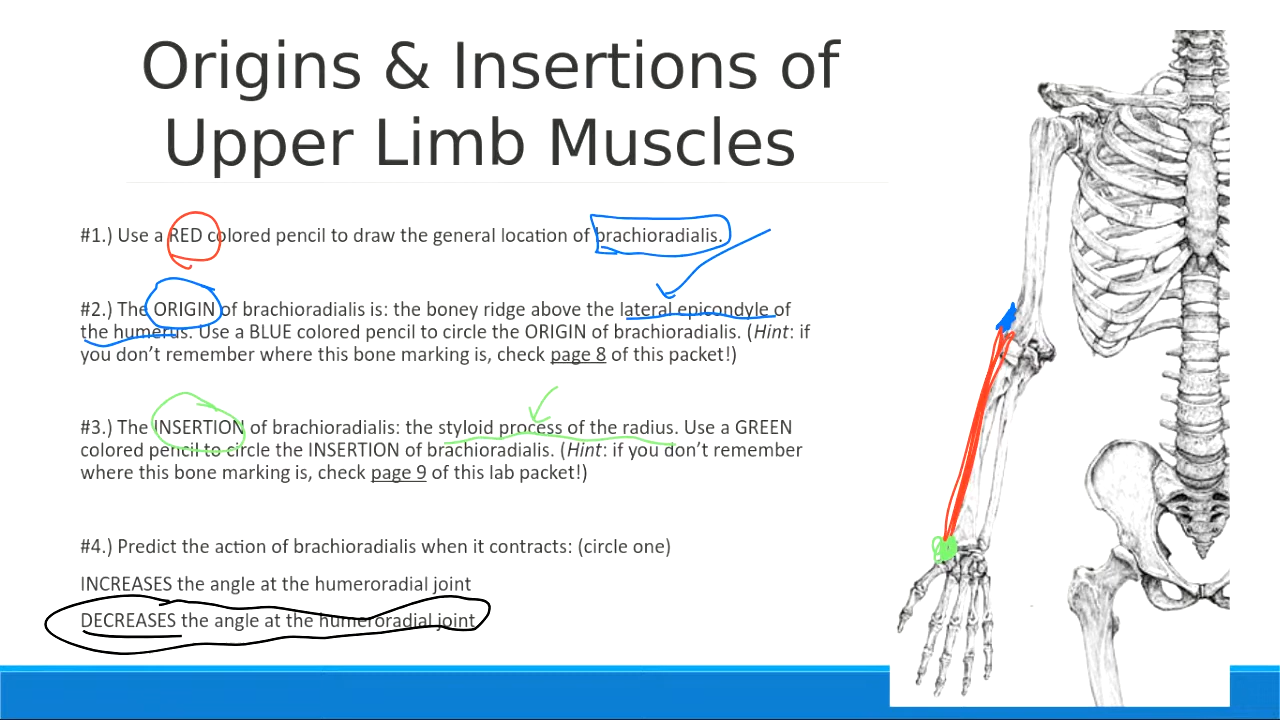 Origins & Insertions of
Upper Limb Muscles
#1.) Use a RED colored pencil to draw the general location of brachioradialis.
#2.) The ORIGIN of brachioradialis is: the boney ridge above the lateral epicondyle of
the humerus. Use a BLUE colored pencil to circle the ORIGIN of brachioradialis. (Hint: if
you don’t remember where this bone marking is, check page 8 of this packet!)
#3.) The INSERTION of brachioradialis: the styloid process of the radius. Use a GREEN
colored pencil to circle the INSERTION of brachioradialis. (Hint: if you don’t remember
where this bone marking is, check page 9 of this lab packet!)
#4.) Predict the action of brachioradialis when it contracts: (circle one)
INCREASES the angle at the humeroradial joint
DECREASES the angle at the humeroradial joint